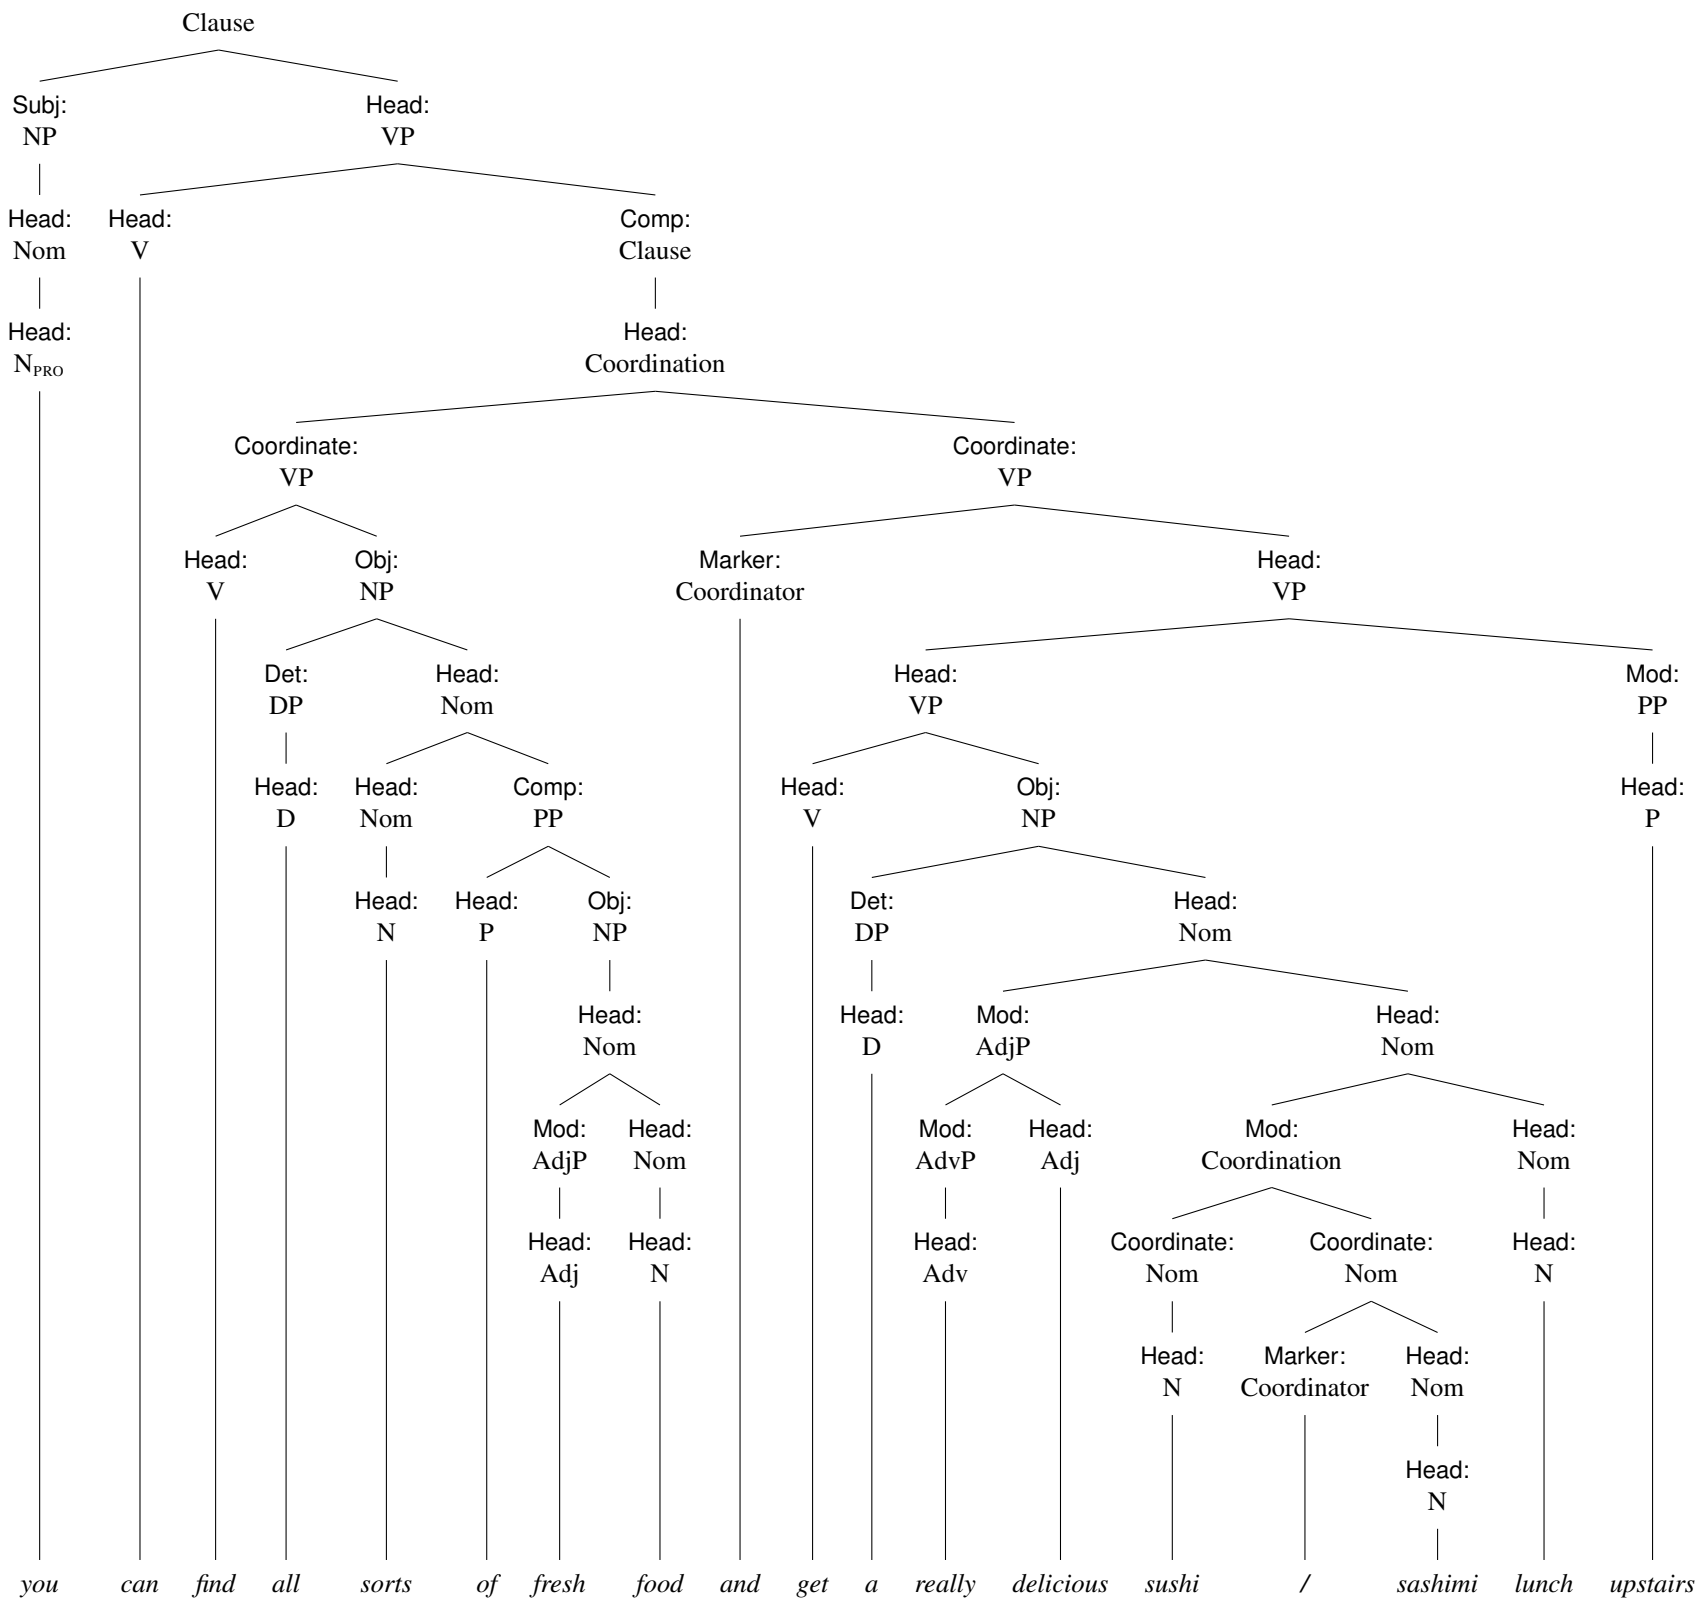 Clause
Subj: Head:
NP VP
Head: Head: Comp:
Nom V Clause
Head: Head:
N_PRO Coordination
Coordinate: Coordinate:
VP VP
Head: Obj: Marker: Head:
V NP Coordinator VP
Det: Head: Head: Mod:
DP Nom VP PP
Head: Head: Comp: Head: Obj: Head:
D Nom PP V NP P
Head: Head: Obj: Det: Head:
N P NP DP Nom
Head: Head: Mod: Head:
Nom D AdjP Nom
Mod: Head: Mod: Head: Mod: Head:
AdjP Nom AdvP Adj Coordination Nom
Head: Head: Head: Coordinate: Coordinate: Head:
Adj N Adv Nom Nom N
Head: Marker: Head:
N Coordinator Nom
Head:
N
you can find all sorts of fresh food and get a really delicious sushi / sashimi lunch upstairs